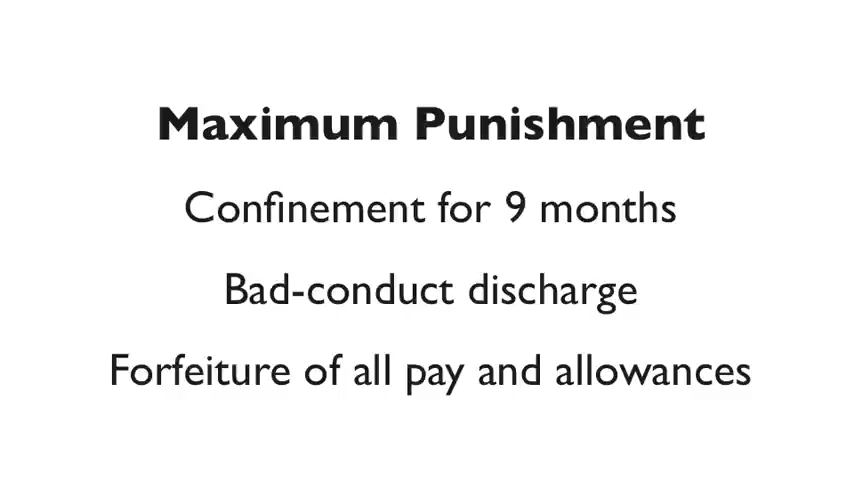 Maximum Punishment
Confinement for 9 months
Bad-conduct discharge
Forfeiture of all pay and allowances